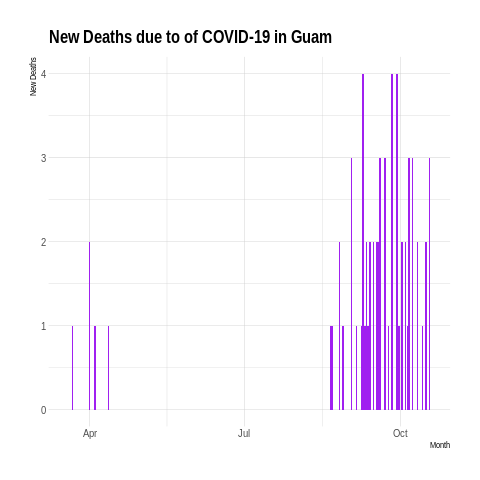 New Deaths due to of COVID-19 in Guam
New Deaths
4
3
2
1
0
Apr
Jul
Oct
Month